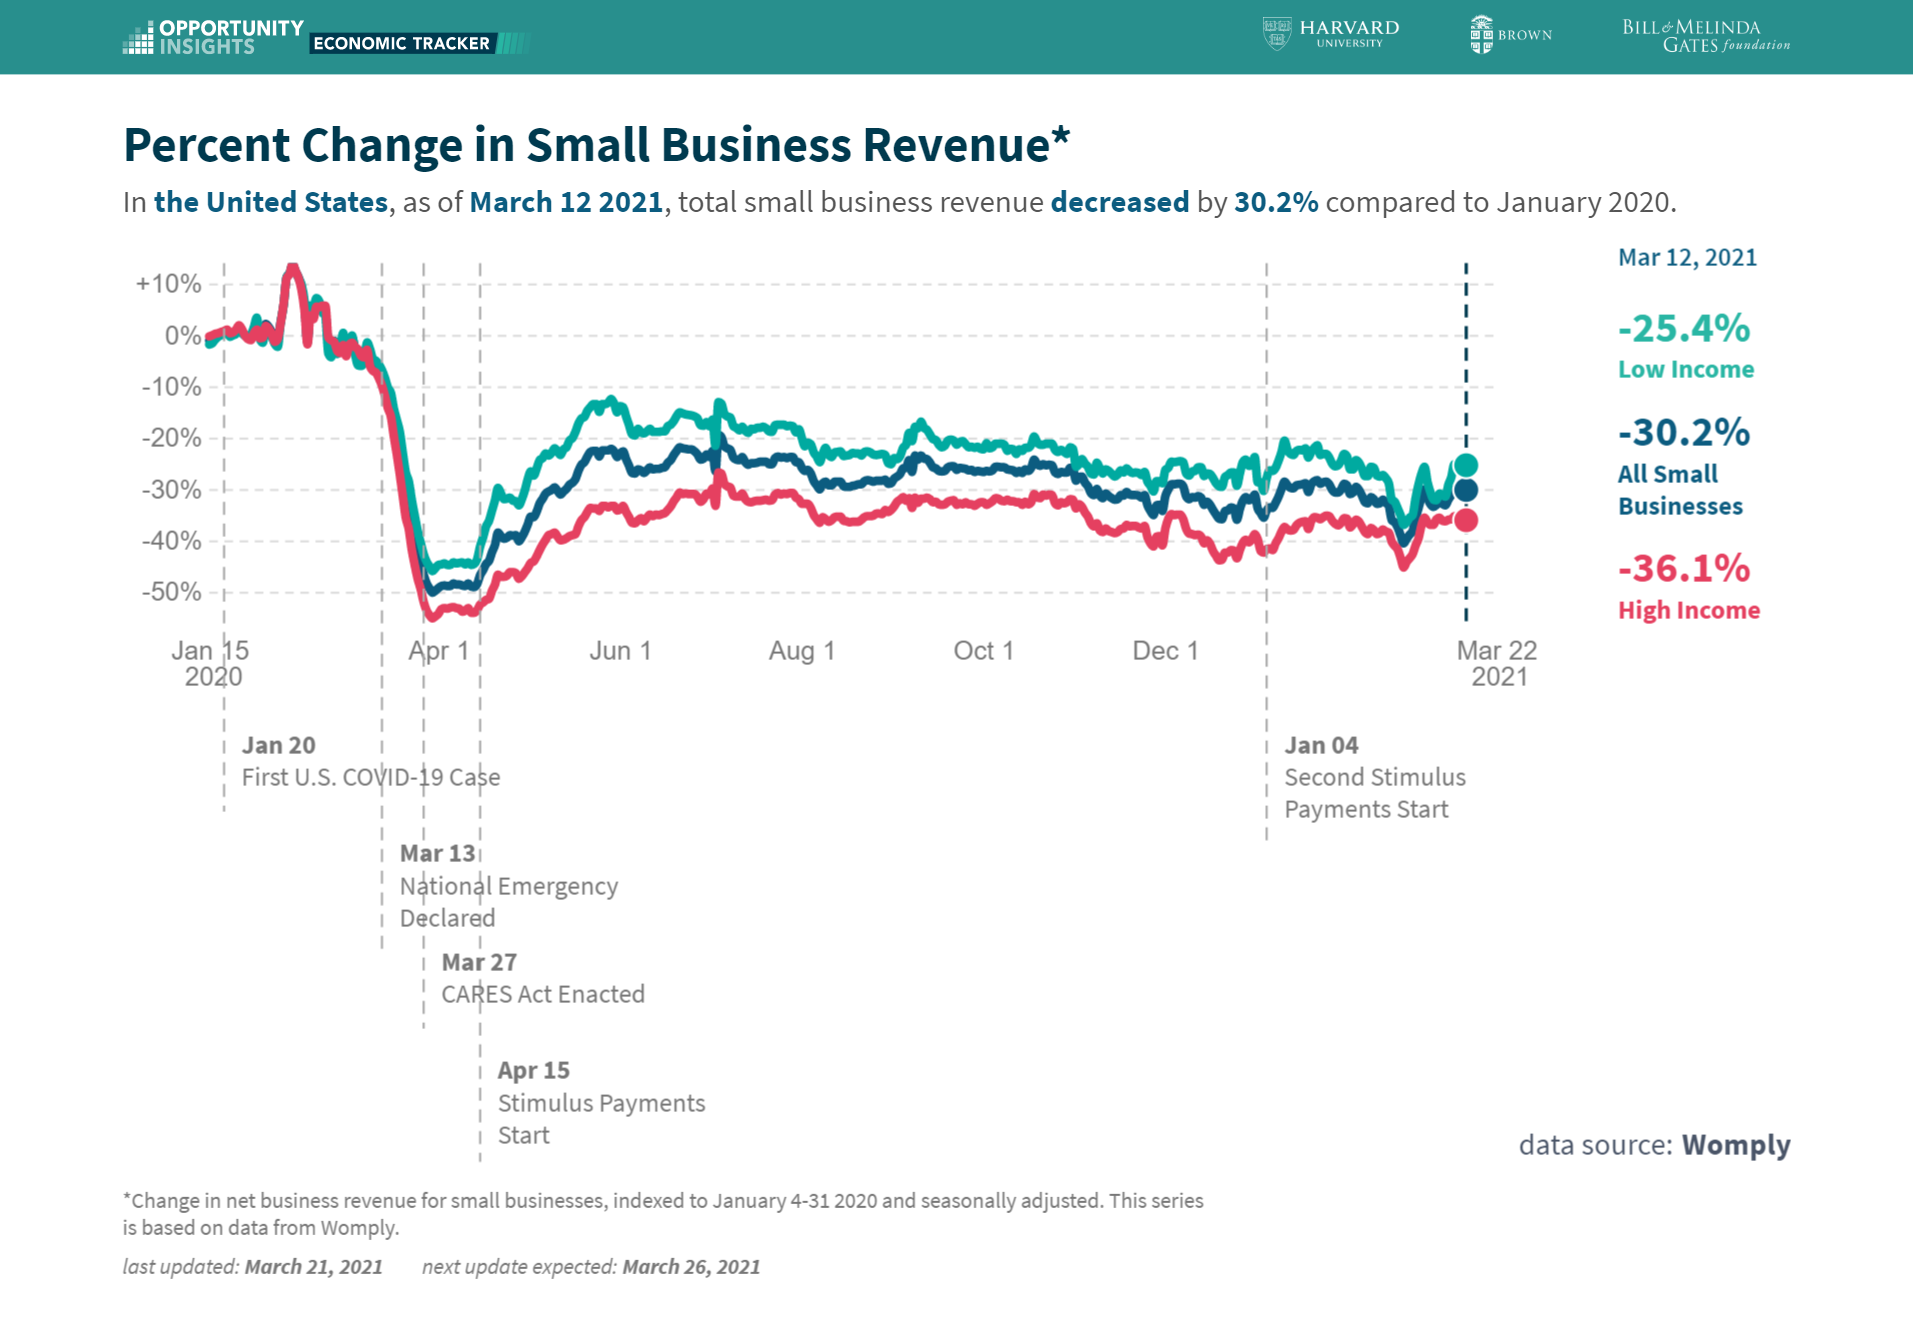 OPPORTUNITY
INSIGHTS
ECONOMIC TRACKER
HARVARD
UNIVERSITY
BROWN
BILL & MELINDA
GATES foundation
Percent Change in Small Business Revenue*
In the United States, as of March 12 2021, total small business revenue decreased by 30.2% compared to January 2020.
+10%
0%
-10%
-20%
-30%
-40%
-50%
Jan 15
2020
Apr 1
Jun 1
Aug 1
Oct 1
Dec 1
Mar 22
2021
Mar 12, 2021
-25.4%
Low Income
-30.2%
All Small
Businesses
-36.1%
High Income
Jan 20
First U.S. COVID-19 Case
Mar 13
National Emergency
Declared
Mar 27
CARES Act Enacted
Apr 15
Stimulus Payments
Start
Jan 04
Second Stimulus
Payments Start
data source: Womply
*Change in net business revenue for small businesses, indexed to January 4-31 2020 and seasonally adjusted. This series
is based on data from Womply.
last updated: March 21, 2021 next update expected: March 26, 2021